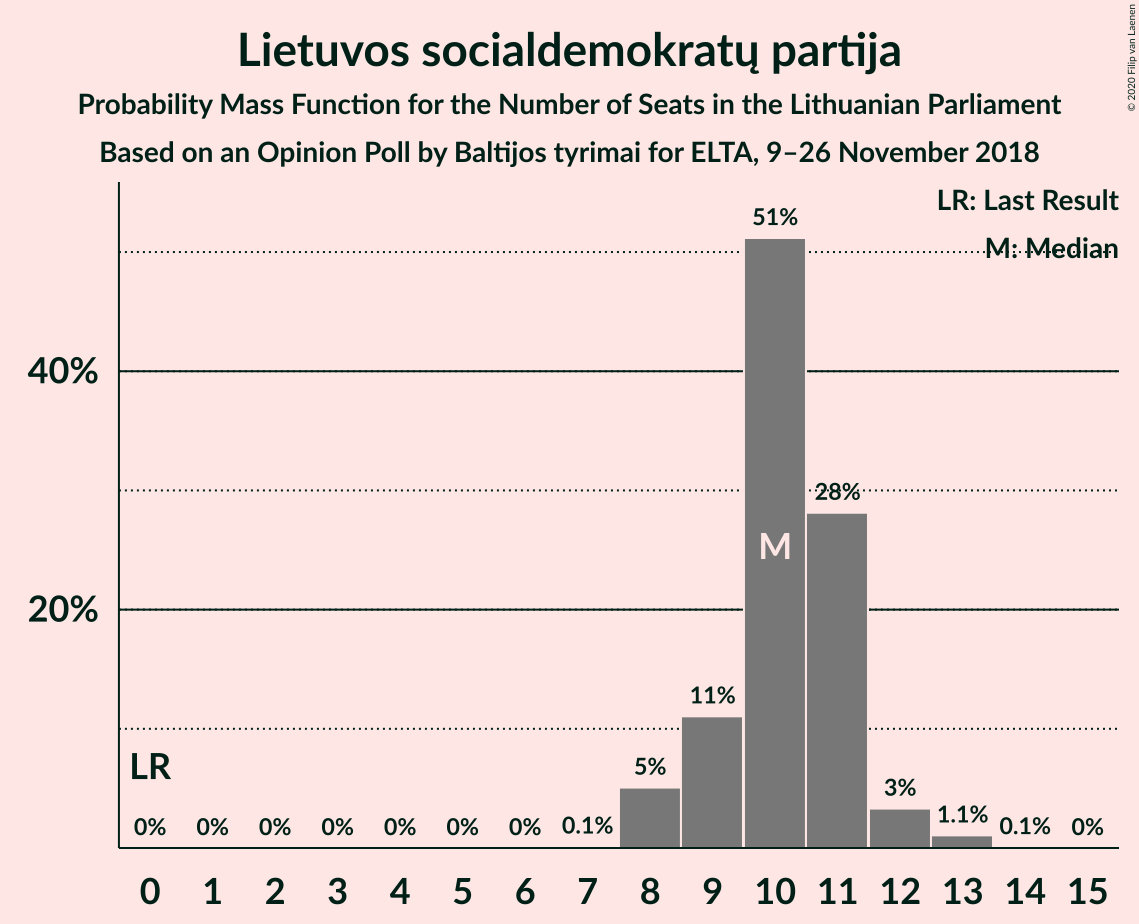 Lietuvos socialdemokratų partija
Probability Mass Function for the Number of Seats in the Lithuanian Parliament
Based on an Opinion Poll by Baltijos tyrimai for ELTA, 9–26 November 2018
© 2020 Filip van Laenen
LR: Last Result
M: Median
51%
40%
28%
M
20%
11%
LR
5%
3%
0% 0% 0% 0% 0% 0% 0% 0.1% 1.1% 0.1% 0%
0 1 2 3 4 5 6 7 8 9 10 11 12 13 14 15